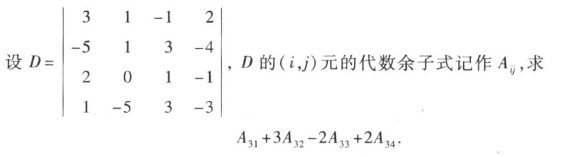 设 D= | 3 1 -1 2 |
| -5 1 3 -4 |
| 2 0 1 -1 |
| 1 -5 3 -3 | , D 的(i,j)元的代数余子式记作 A_{ij},求
A_{31}+3A_{32}-2A_{33}+2A_{34}.